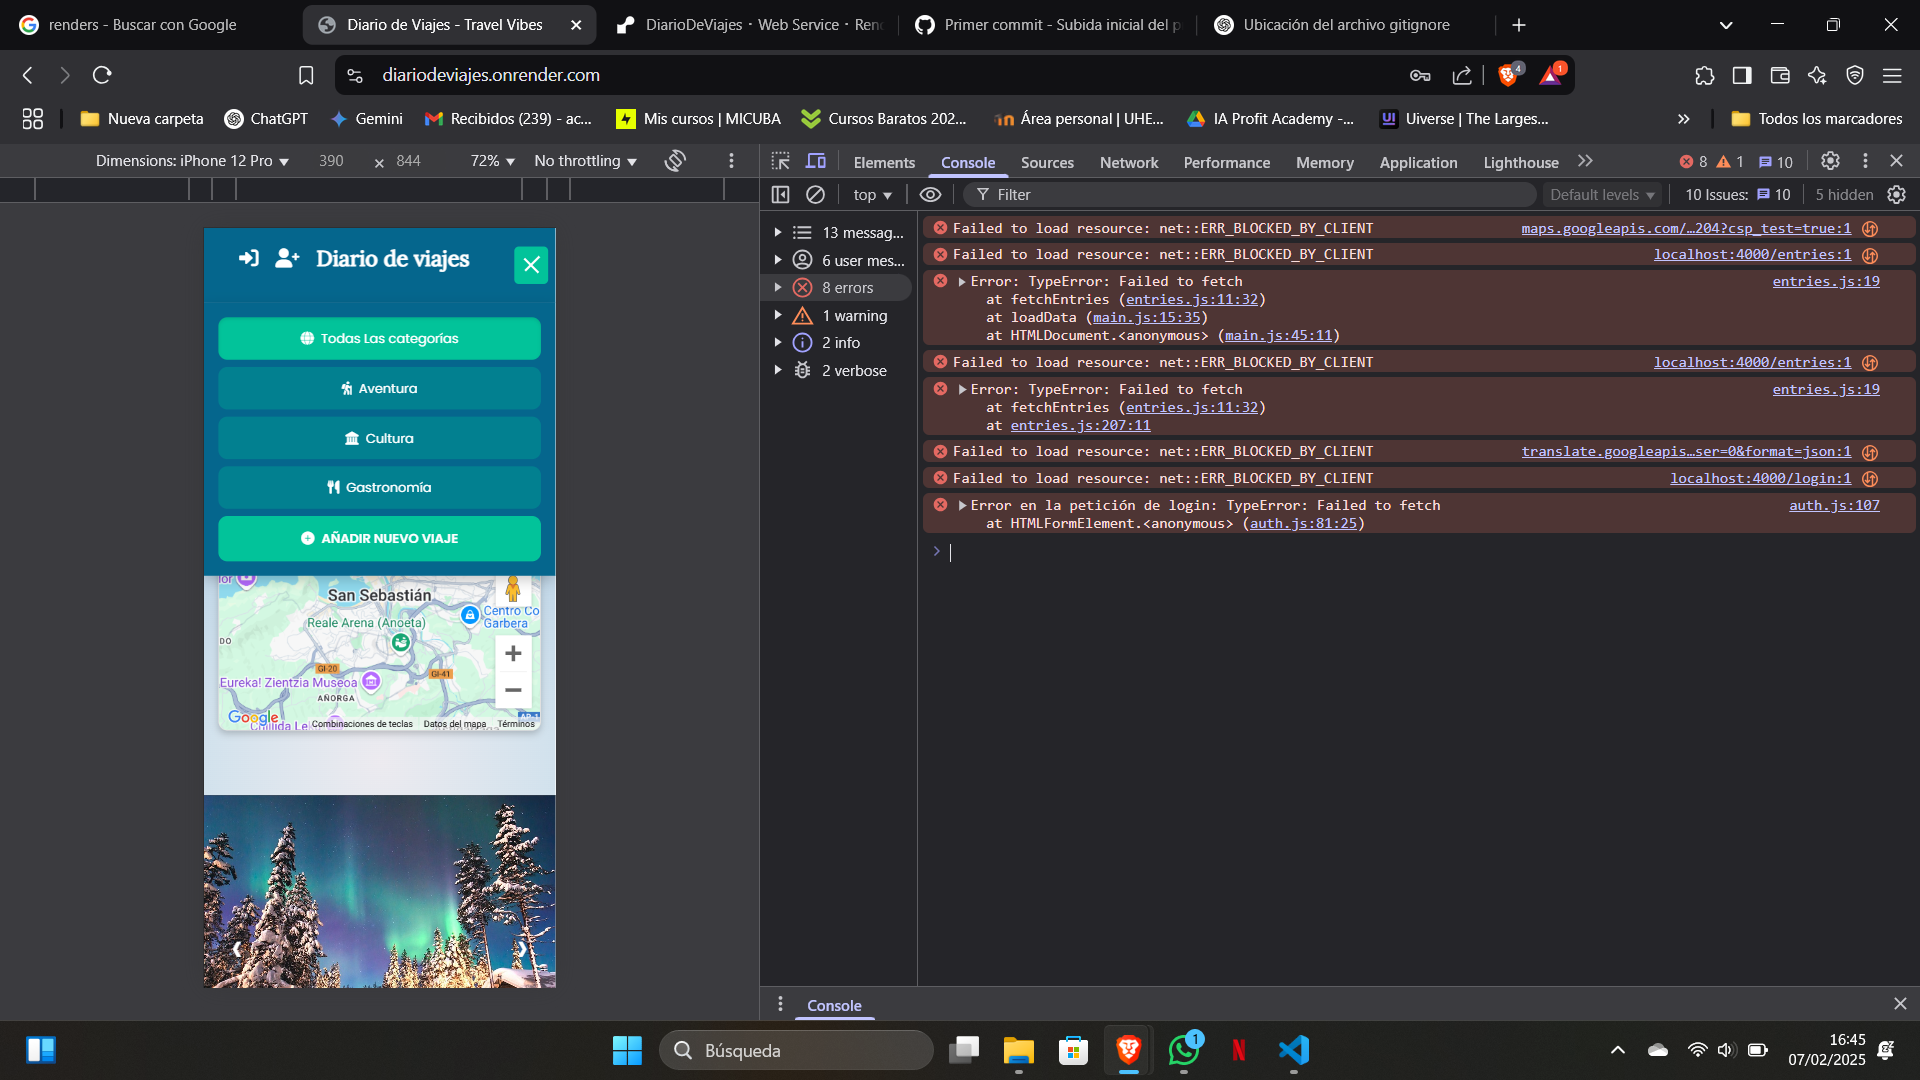 renders - Buscar con Google
Diario de Viajes - Travel Vibes
DiarioDeViajes · Web Service · Ren
Primer commit - Subida inicial del p
Ubicación del archivo gitignore
diariodeviajes.onrender.com
4
1
Nueva carpeta
ChatGPT
Gemini
Recibidos (239) - ac...
Mis cursos | MICUBA
Cursos Baratos 202...
Área personal | UHE...
IA Profit Academy -...
Uiverse | The Larges...
Todos los marcadores
Dimensions: iPhone 12 Pro
390
×
844
72%
No throttling
Elements
Console
Sources
Network
Performance
Memory
Application
Lighthouse
8
1
10
top
Filter
Default levels
10 Issues:
10
5 hidden
13 messag...
6 user mes...
8 errors
1 warning
2 info
2 verbose
Failed to load resource: net::ERR_BLOCKED_BY_CLIENT maps.googleapis.com/…204?csp_test=true:1
Failed to load resource: net::ERR_BLOCKED_BY_CLIENT localhost:4000/entries:1
Error: TypeError: Failed to fetch entries.js:19
at fetchEntries (entries.js:11:32)
at loadData (main.js:15:35)
at HTMLDocument.<anonymous> (main.js:45:11)
Failed to load resource: net::ERR_BLOCKED_BY_CLIENT localhost:4000/entries:1
Error: TypeError: Failed to fetch entries.js:19
at fetchEntries (entries.js:11:32)
at entries.js:207:11
Failed to load resource: net::ERR_BLOCKED_BY_CLIENT translate.googleapis…ser=0&format=json:1
Failed to load resource: net::ERR_BLOCKED_BY_CLIENT localhost:4000/login:1
Error en la petición de login: TypeError: Failed to fetch auth.js:107
at HTMLFormElement.<anonymous> (auth.js:81:25)
Diario de viajes
Todas Las categorías
Aventura
Cultura
Gastronomía
AÑADIR NUEVO VIAJE
San Sebastián
Reale Arena (Anoeta)
Centro Co
Garbera
DO
GI-20
GI-41
Eureka! Zientzia Museoa
AÑORGA
Google
Chillida Le
Combinaciones de teclas
Datos del mapa
Términos
Console
Búsqueda
1
16:45
07/02/2025